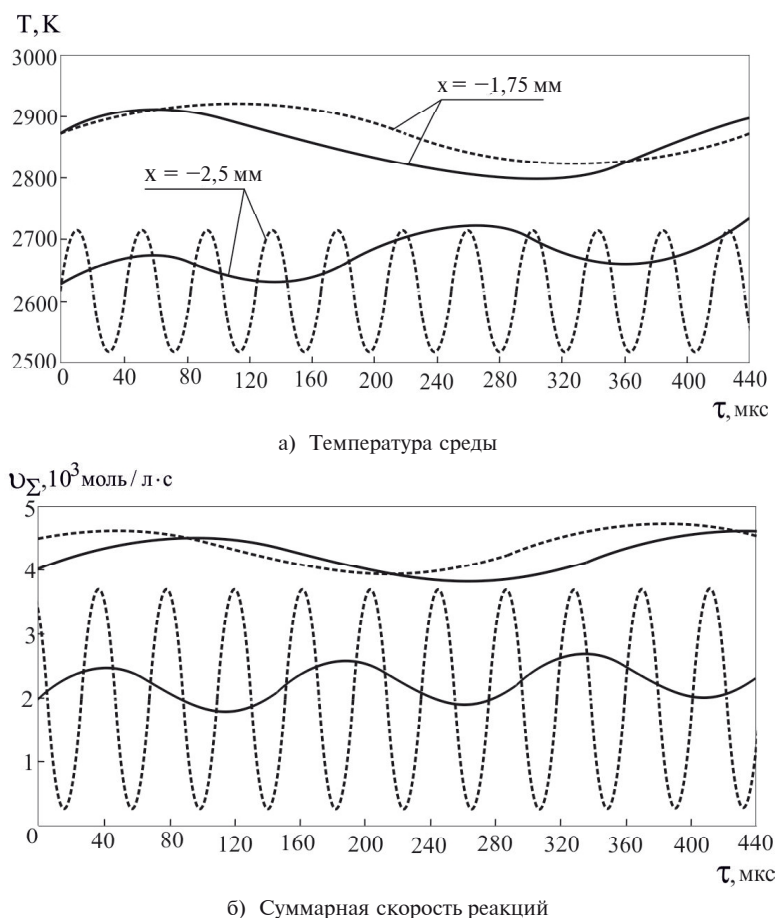 T, K
3000
2900
2800
2700
2600
2500
x = −1,75 мм
x = −2,5 мм
0 40 80 120 160 200 240 280 320 360 400 440
τ, мкс
а) Температура среды
υΣ, 10³ моль / л·с
5
4
3
2
1
0
0 40 80 120 160 200 240 280 320 360 400 440
τ, мкс
б) Суммарная скорость реакций